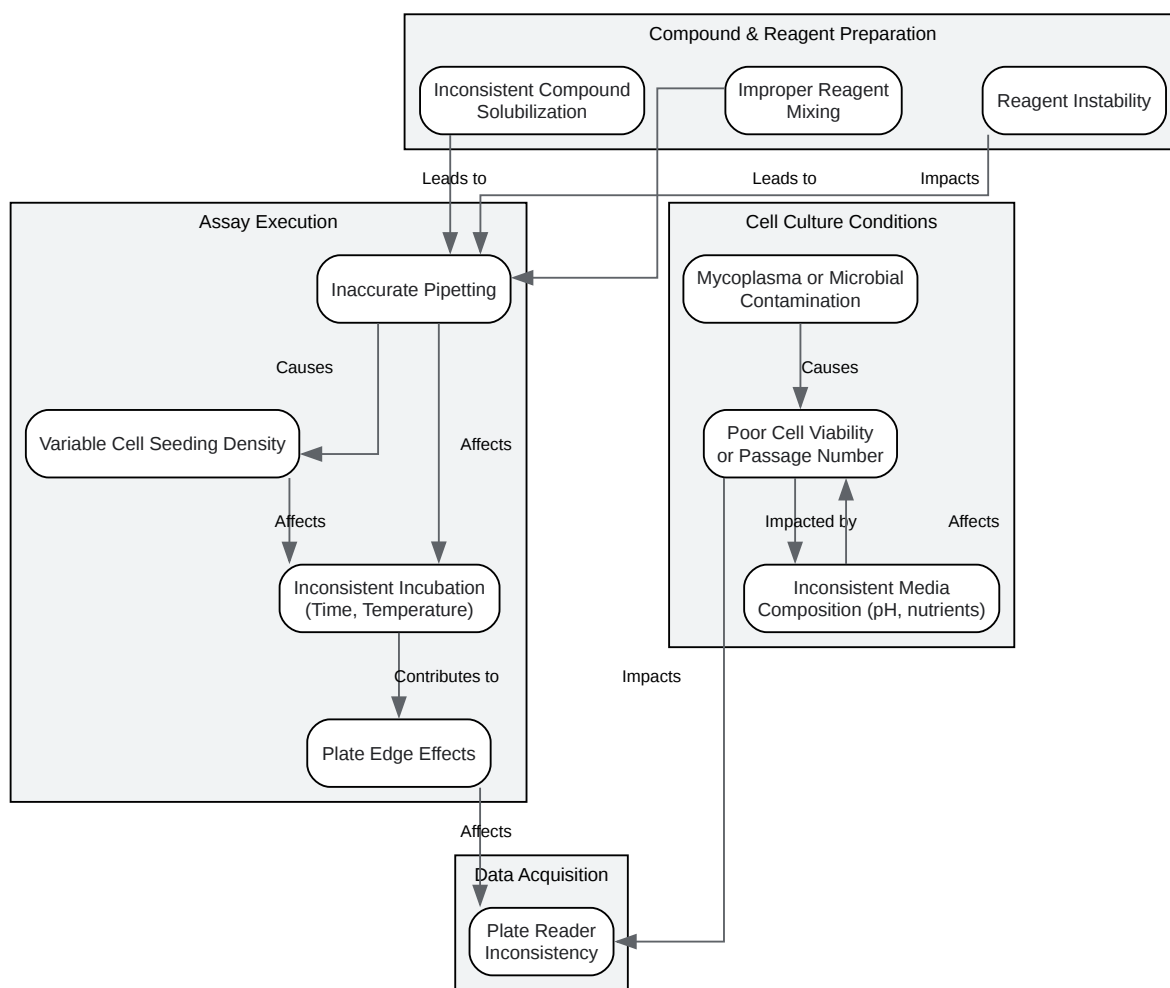 Compound & Reagent Preparation
Inconsistent Compound
Solubilization
Improper Reagent
Mixing
Reagent Instability
Leads to
Leads to
Impacts
Assay Execution
Cell Culture Conditions
Inaccurate Pipetting
Mycoplasma or Microbial
Contamination
Causes
Causes
Variable Cell Seeding Density
Affects
Poor Cell Viability
or Passage Number
Affects
Impacted by
Affects
Inconsistent Incubation
(Time, Temperature)
Inconsistent Media
Composition (pH, nutrients)
Contributes to
Impacts
Plate Edge Effects
Affects
Data Acquisition
Plate Reader
Inconsistency